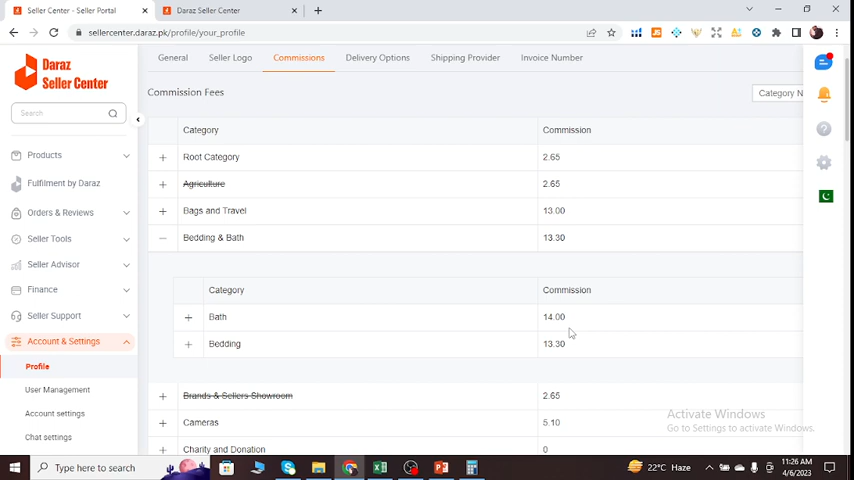 Seller Center - Seller Portal
Daraz Seller Center
sellercenter.daraz.pk/profile/your_profile
Daraz
Seller Center
Search
Products
Fulfilment by Daraz
Orders & Reviews
Seller Tools
Seller Advisor
Finance
Seller Support
Account & Settings
Profile
User Management
Account settings
Chat settings
General
Seller Logo
Commissions
Delivery Options
Shipping Provider
Invoice Number
Commission Fees
Category N
Category
Commission
Root Category
2.65
Agriculture
2.65
Bags and Travel
13.00
Bedding & Bath
13.30
Category
Commission
Bath
14.00
Bedding
13.30
Brands & Sellers Showroom
2.65
Cameras
5.10
Charity and Donation
0
Activate Windows
Go to Settings to activate Windows.
Type here to search
22°C Haze
11:26 AM
4/6/2023